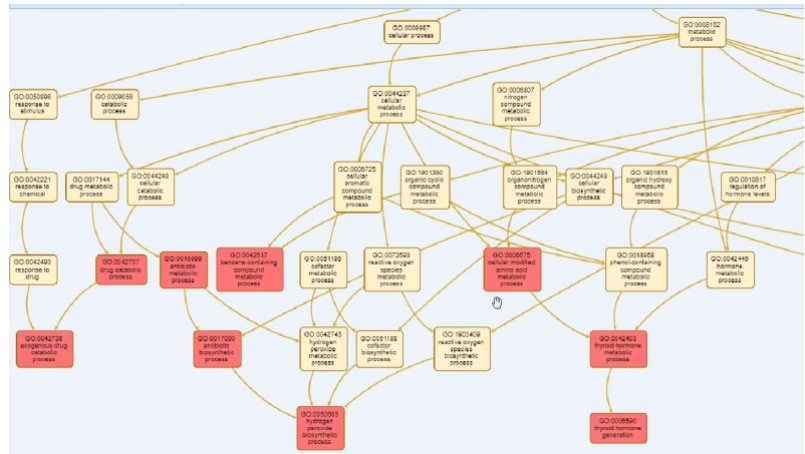 GO:0009987
cellular process
GO:0008152
metabolic
process
GO:0050896
response to
stimulus
GO:0009056
catabolic
process
GO:0044237
cellular
metabolic
process
GO:0006807
nitrogen
compound
metabolic
process
GO:0042221
response to
chemical
GO:0017144
drug metabolic
process
GO:0044248
cellular
catabolic
process
GO:0006725
cellular
aromatic
compound
metabolic
process
GO:1901360
organic cyclic
compound
metabolic
process
GO:1901564
organonitrogen
compound
metabolic
process
GO:0044249
cellular
biosynthetic
process
GO:1901615
organic hydroxy
compound
metabolic
process
GO:0010817
regulation of
hormone levels
GO:0042493
response to
drug
GO:0042737
drug catabolic
process
GO:0016999
antibiotic
metabolic
process
GO:0042537
benzene-containing
compound
metabolic
process
GO:0051186
cofactor
metabolic
process
GO:0072593
reactive oxygen
species
metabolic
process
GO:0006575
cellular modified
amino acid
metabolic
process
GO:0018958
phenol-containing
compound
metabolic
process
GO:0042445
hormone
metabolic
process
GO:0042738
exogenous drug
catabolic
process
GO:0017000
antibiotic
biosynthetic
process
GO:0042743
hydrogen
peroxide
metabolic
process
GO:0051188
cofactor
biosynthetic
process
GO:1903409
reactive oxygen
species
biosynthetic
process
GO:0042403
thyroid hormone
metabolic
process
GO:0050665
hydrogen
peroxide
biosynthetic
process
GO:0006590
thyroid hormone
generation